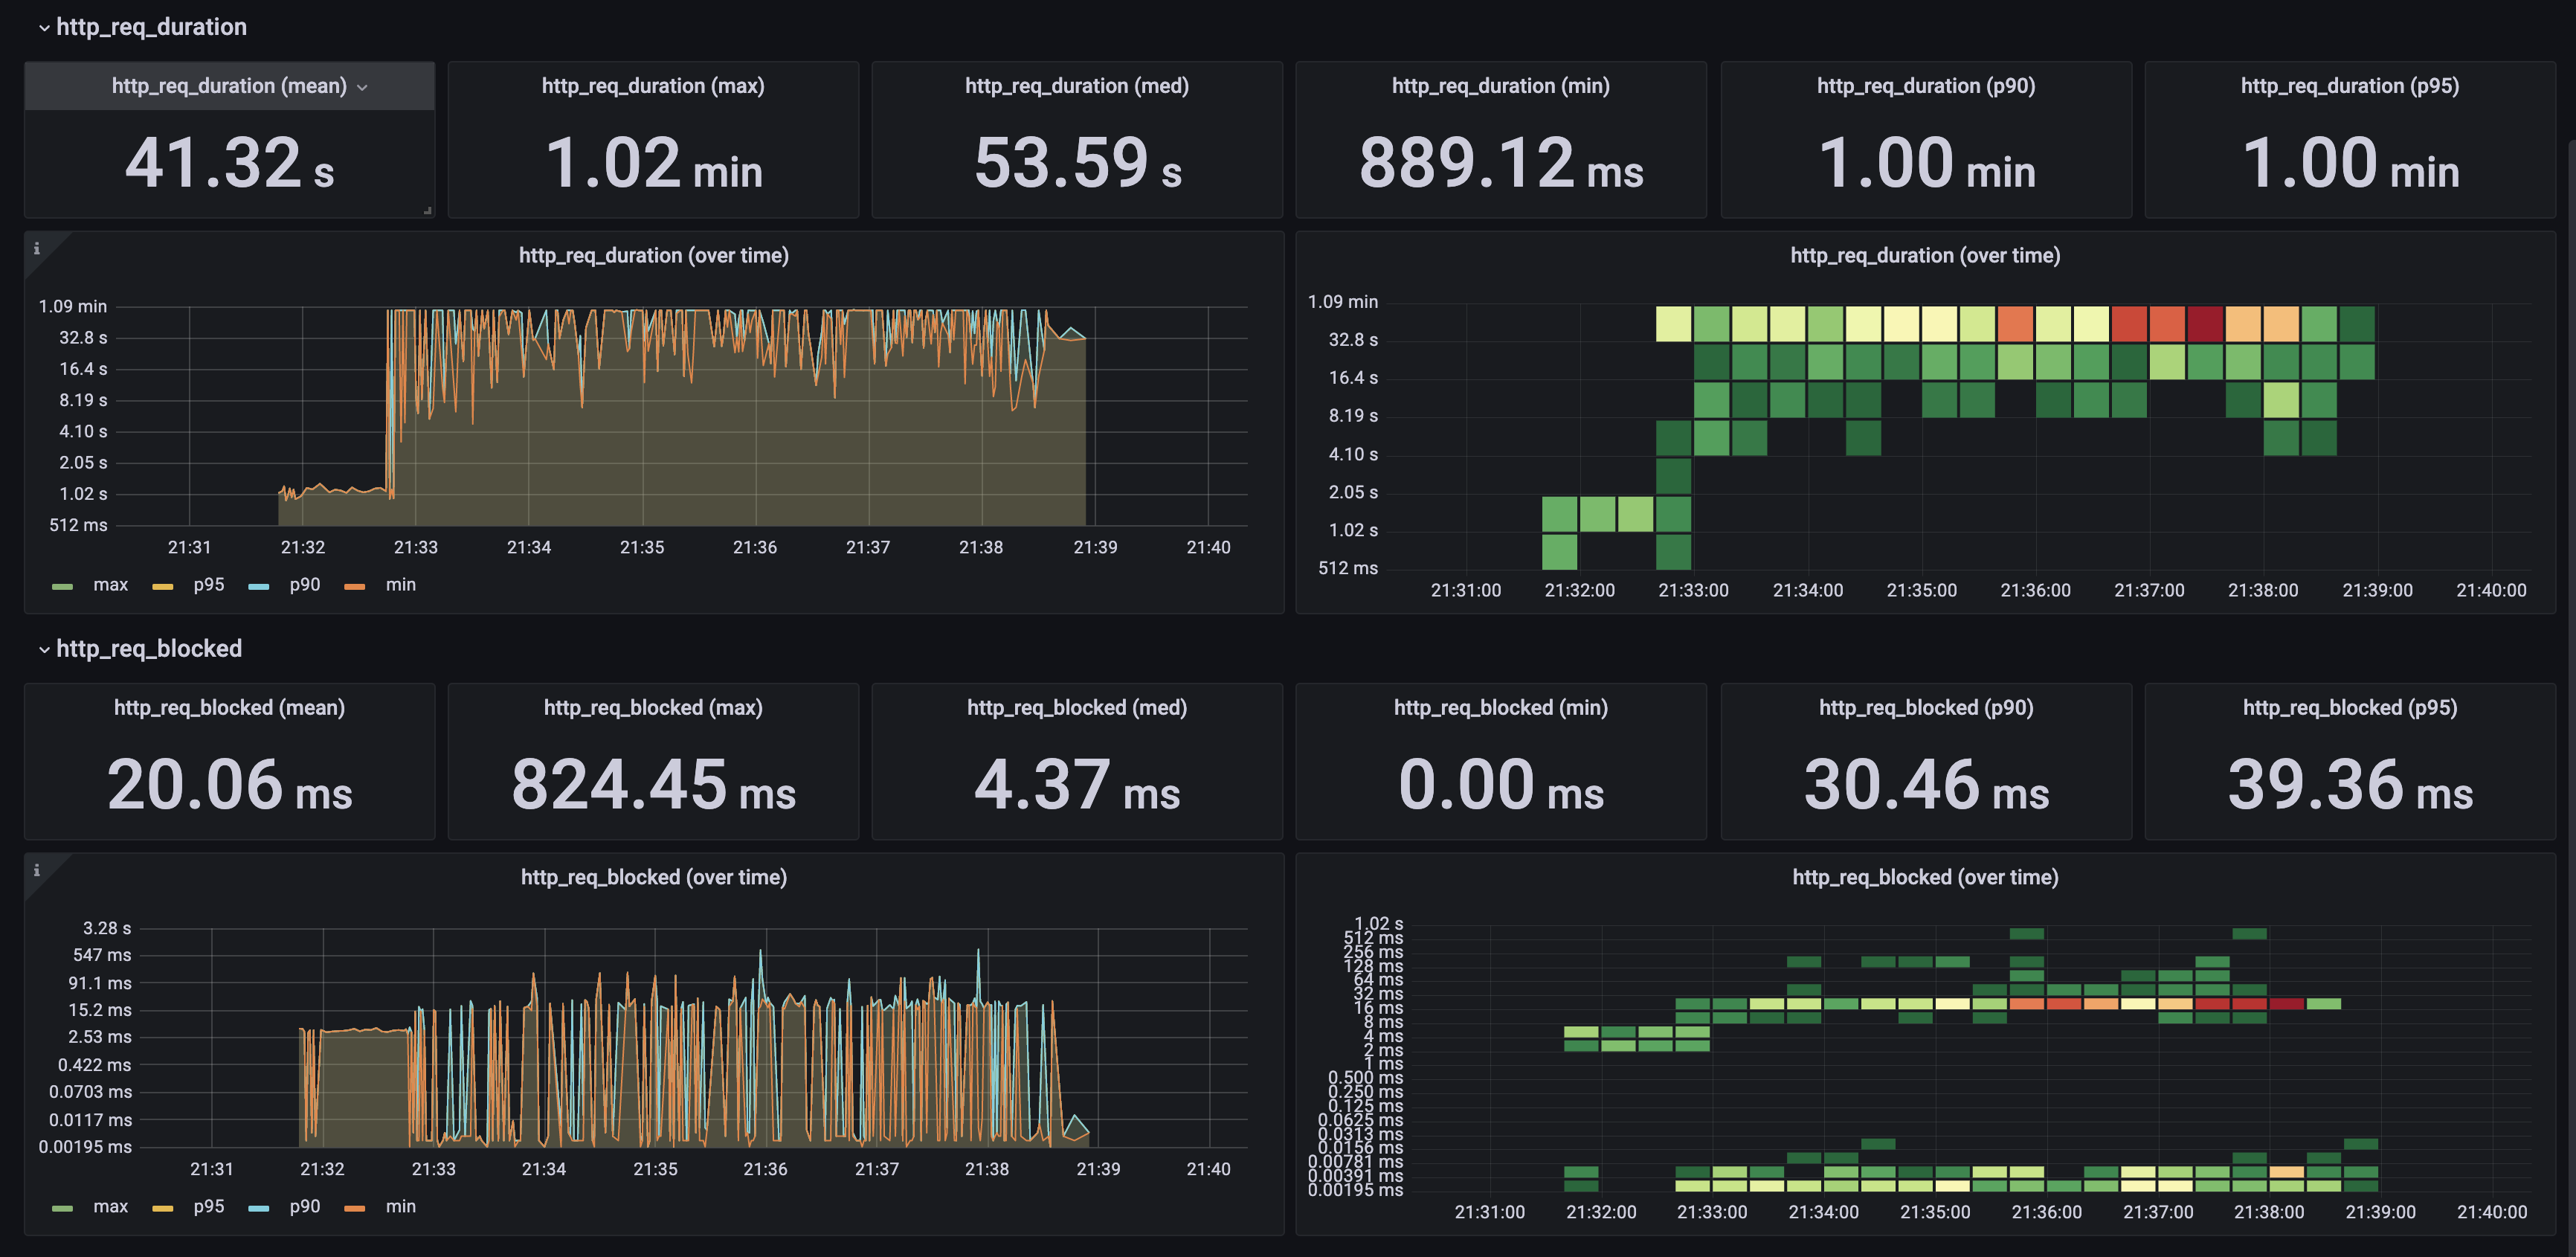 http_req_duration
http_req_duration (mean)
41.32 s
http_req_duration (max)
1.02 min
http_req_duration (med)
53.59 s
http_req_duration (min)
889.12 ms
http_req_duration (p90)
1.00 min
http_req_duration (p95)
1.00 min
i
http_req_duration (over time)
1.09 min
32.8 s
16.4 s
8.19 s
4.10 s
2.05 s
1.02 s
512 ms
21:31 21:32 21:33 21:34 21:35 21:36 21:37 21:38 21:39 21:40
max p95 p90 min
http_req_duration (over time)
1.09 min
32.8 s
16.4 s
8.19 s
4.10 s
2.05 s
1.02 s
512 ms
21:31:00 21:32:00 21:33:00 21:34:00 21:35:00 21:36:00 21:37:00 21:38:00 21:39:00 21:40:00
http_req_blocked
http_req_blocked (mean)
20.06 ms
http_req_blocked (max)
824.45 ms
http_req_blocked (med)
4.37 ms
http_req_blocked (min)
0.00 ms
http_req_blocked (p90)
30.46 ms
http_req_blocked (p95)
39.36 ms
i
http_req_blocked (over time)
3.28 s
547 ms
91.1 ms
15.2 ms
2.53 ms
0.422 ms
0.0703 ms
0.0117 ms
0.00195 ms
21:31 21:32 21:33 21:34 21:35 21:36 21:37 21:38 21:39 21:40
max p95 p90 min
http_req_blocked (over time)
1.02 s
512 ms
256 ms
128 ms
64 ms
32 ms
16 ms
8 ms
4 ms
2 ms
1 ms
0.500 ms
0.250 ms
0.125 ms
0.0625 ms
0.0313 ms
0.0156 ms
0.00781 ms
0.00391 ms
0.00195 ms
21:31:00 21:32:00 21:33:00 21:34:00 21:35:00 21:36:00 21:37:00 21:38:00 21:39:00 21:40:00